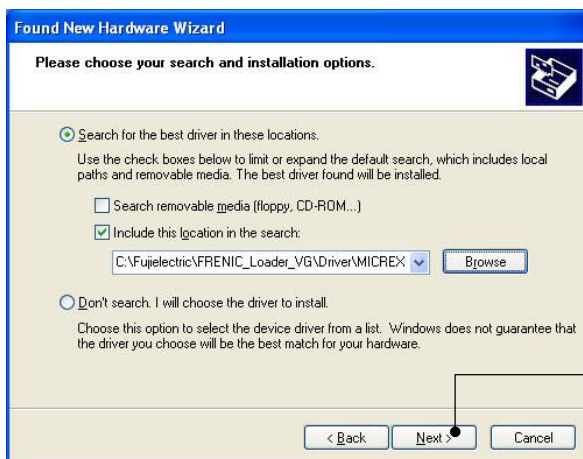 Found New Hardware Wizard
Please choose your search and installation options.
Search for the best driver in these locations.
Use the check boxes below to limit or expand the default search, which includes local
paths and removable media. The best driver found will be installed.
Search removable media (floppy, CD-ROM...)
Include this location in the search:
C:\Fujielectric\FRENIC_Loader_VG\Driver\MICREX
Browse
Don't search. I will choose the driver to install.
Choose this option to select the device driver from a list. Windows does not guarantee that
the driver you choose will be the best match for your hardware.
< Back Next > Cancel